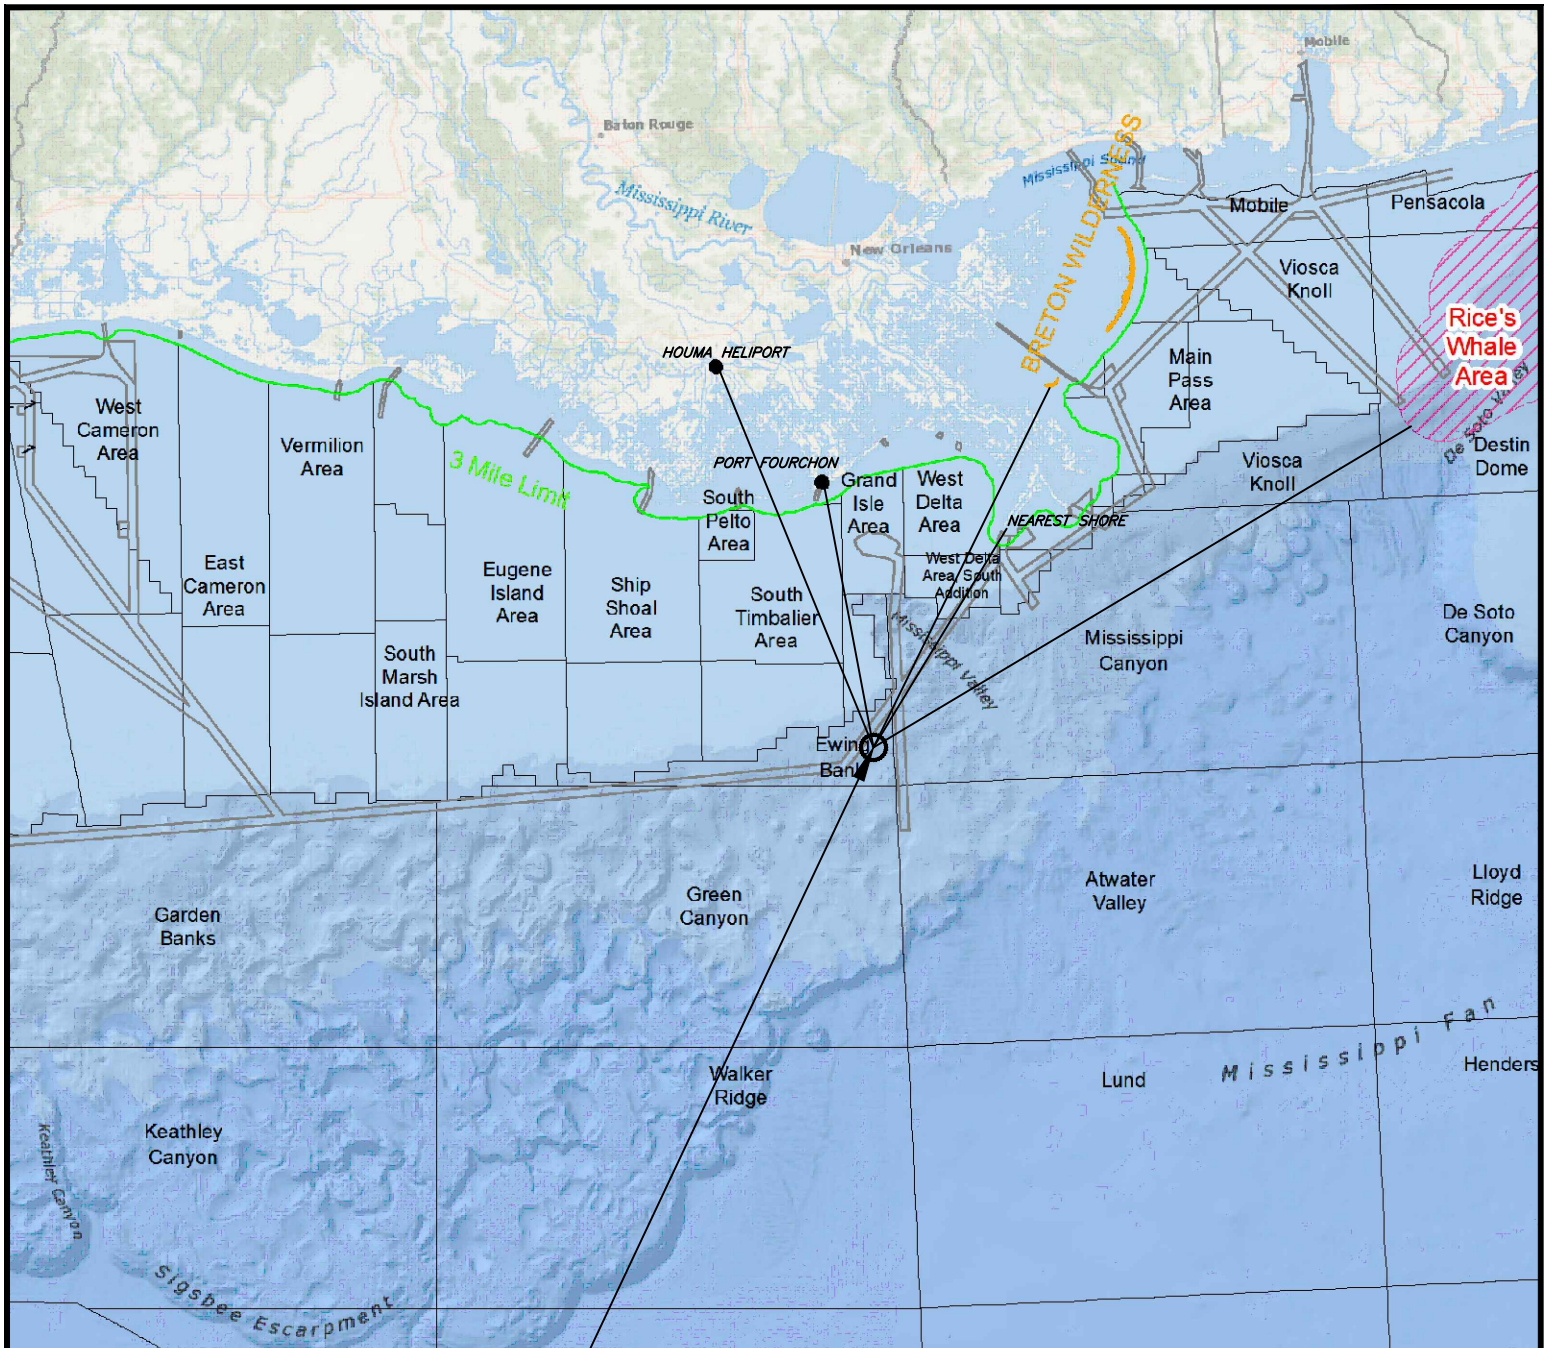 Mobile
Baton Rouge
Mississippi Sound
BRETON WILDERNESS
Mississippi River
Mobile
Pensacola
New Orleans
Viosca
Knoll
Rice's
Whale
Area
HOUMA HELIPORT
Main
Pass
Area
De Soto Valley
West
Cameron
Area
Vermilion
Area
3 Mile Limit
PORT FOURCHON
Grand
Isle
Area
West
Delta
Area
Viosca
Knoll
Destin
Dome
South
Pelto
Area
NEAREST SHORE
West Delta
Area, South
Addition
East
Cameron
Area
Eugene
Island
Area
Ship
Shoal
Area
South
Timbalier
Area
Mississippi Valley
Mississippi
Canyon
De Soto
Canyon
South
Marsh
Island Area
Ewing
Bank
Garden
Banks
Green
Canyon
Atwater
Valley
Lloyd
Ridge
Mississippi Fan
Walker
Ridge
Lund
Henders
Keathley
Canyon
Keathley Canyon
Sigsbee Escarpment